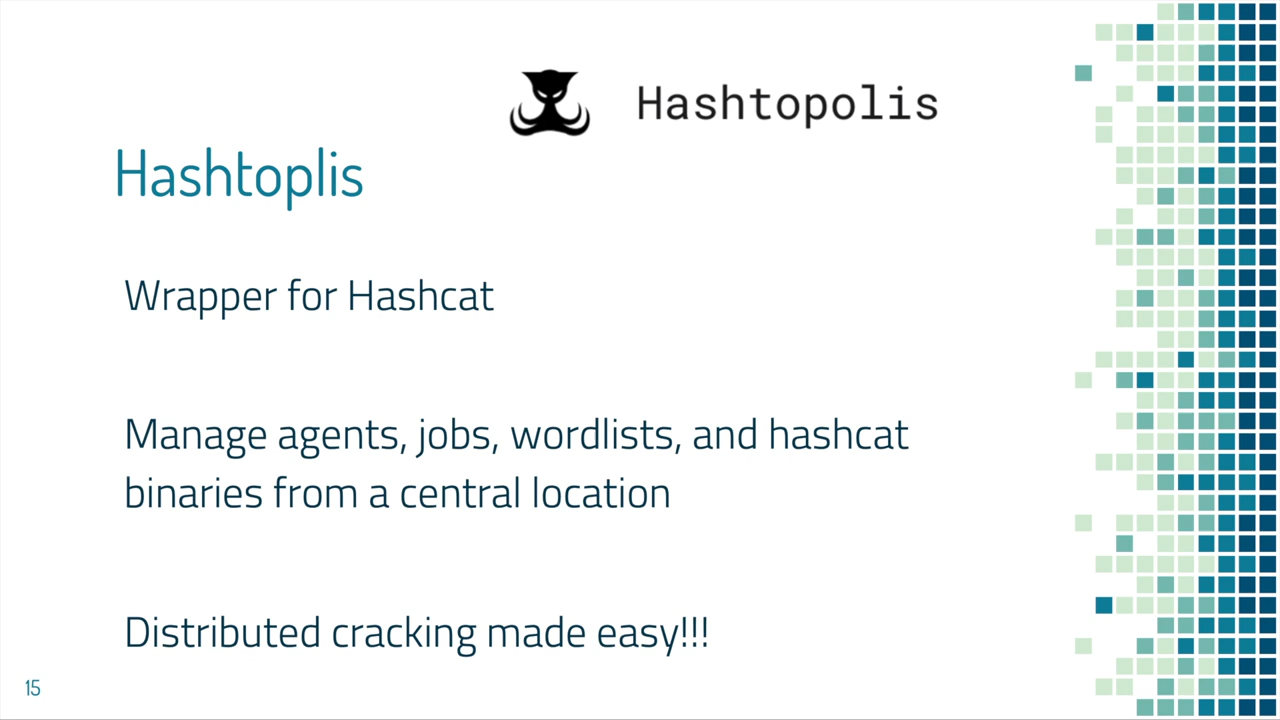 Hashtopolis
Hashtoplis
Wrapper for Hashcat
Manage agents, jobs, wordlists, and hashcat
binaries from a central location
Distributed cracking made easy!!!
15